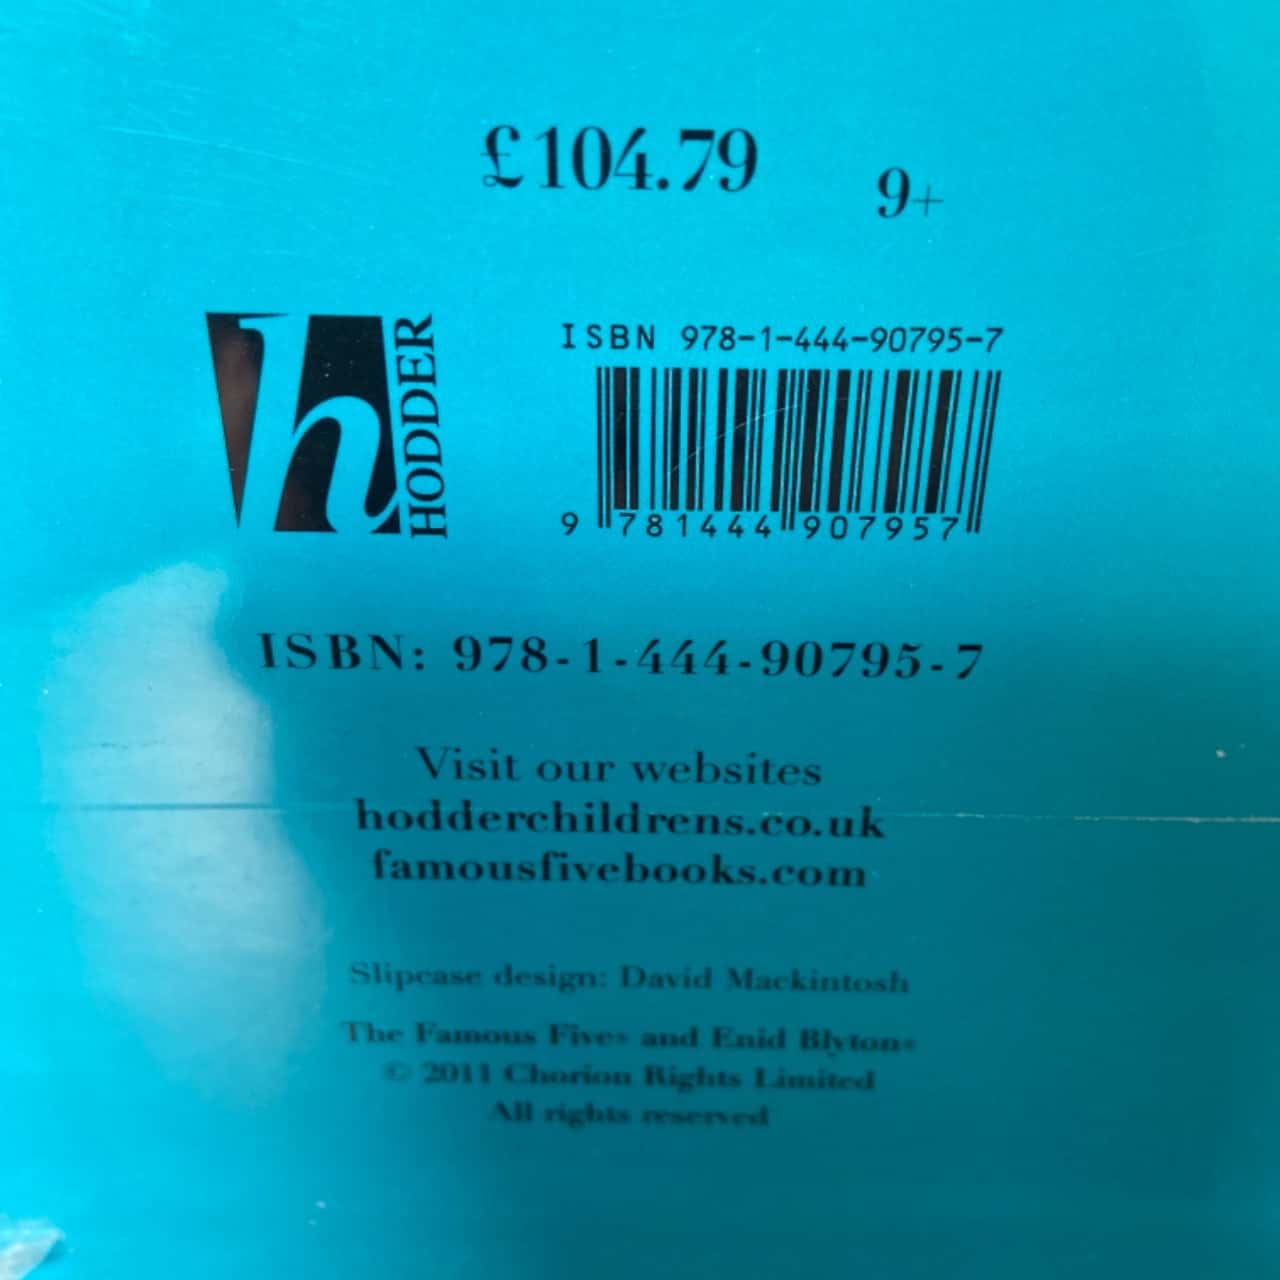 £104.79 9+
h HODDER
ISBN 978-1-444-90795-7
9 781444 907957
ISBN: 978-1-444-90795-7
Visit our websites
hodderchildrens.co.uk
famousfivebooks.com
Slipcase design: David Mackintosh
The Famous Five® and Enid Blyton®
© 2011 Chorion Rights Limited
All rights reserved